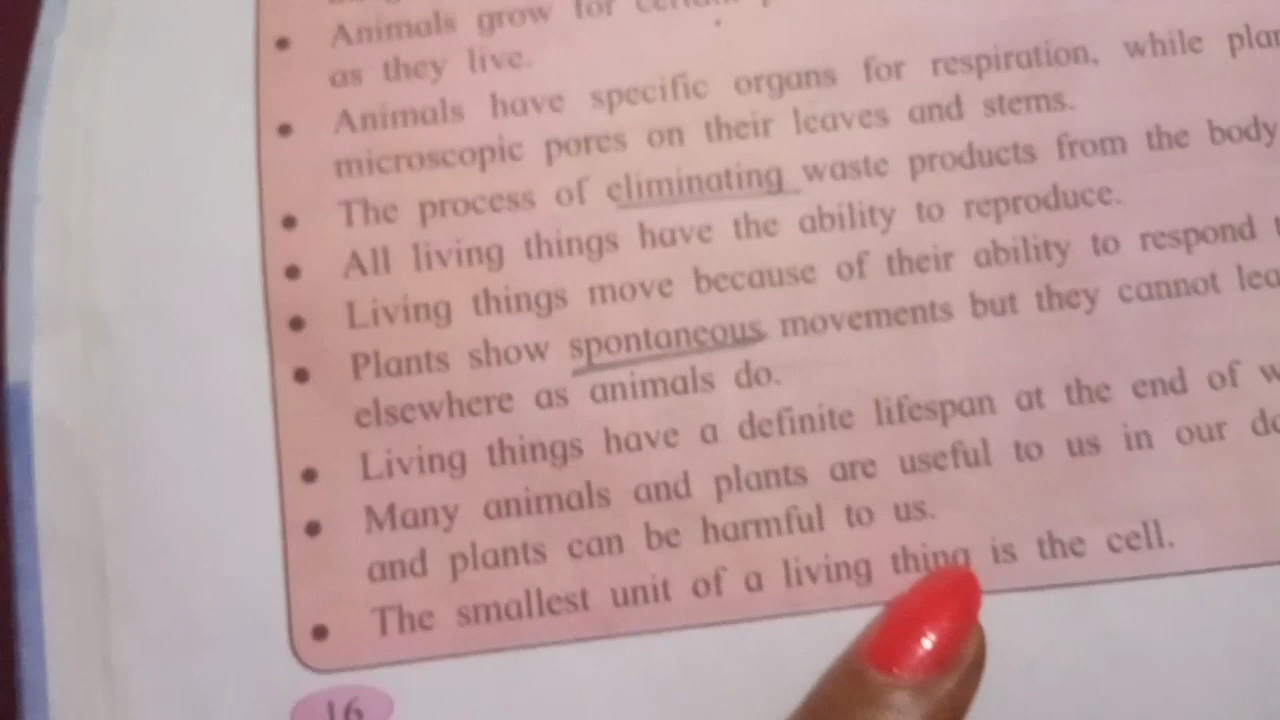 Animals grow for
as they live.
• Animals have specific organs for respiration, while
microscopic pores on their leaves and stems.
• The process of eliminating waste products from the body
• All living things have the ability to reproduce.
• Living things move because of their ability to respond
• Plants show spontaneous movements but they cannot
elsewhere as animals do.
• Living things have a definite lifespan at the end of
• Many animals and plants are useful to us in our
and plants can be harmful to us.
• The smallest unit of a living thing is the cell.
16